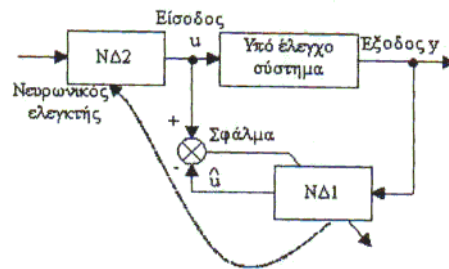 Είσοδος
u
ΝΔ2
Υπό έλεγχο
σύστημα
Έξοδος y
Νευρωνικός
ελεγκτής
+
Σφάλμα
-
û
ΝΔ1